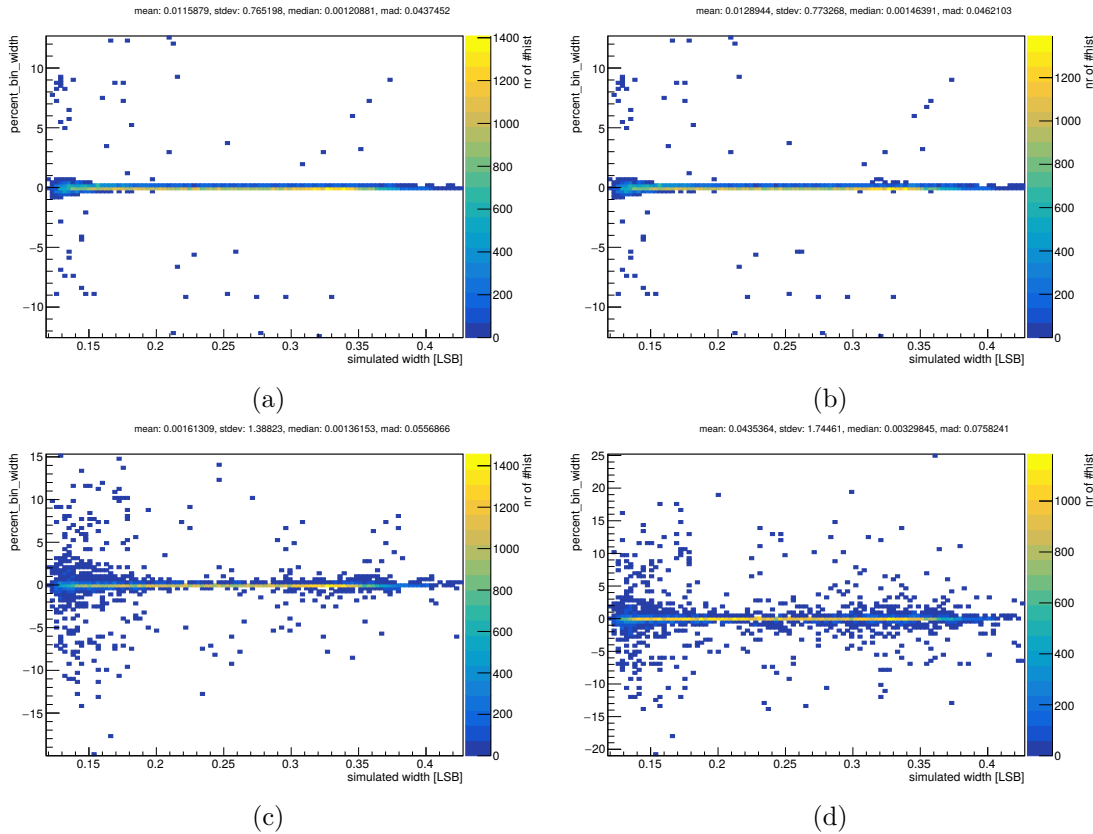 mean: 0.0115879, stdev: 0.765198, median: 0.00120881, mad: 0.0437452
percent_bin_width
10
5
0
−5
−10
0.15 0.2 0.25 0.3 0.35 0.4
simulated width [LSB]
1400
1200
1000
800
600
400
200
0
nr of #hist
(a)
mean: 0.0128944, stdev: 0.773268, median: 0.00146391, mad: 0.0462103
percent_bin_width
10
5
0
−5
−10
0.15 0.2 0.25 0.3 0.35 0.4
simulated width [LSB]
1200
1000
800
600
400
200
0
nr of #hist
(b)
mean: 0.00161309, stdev: 1.38823, median: 0.00136153, mad: 0.0556866
percent_bin_width
15
10
5
0
−5
−10
−15
0.15 0.2 0.25 0.3 0.35 0.4
simulated width [LSB]
1400
1200
1000
800
600
400
200
0
nr of #hist
(c)
mean: 0.0435364, stdev: 1.74461, median: 0.00329845, mad: 0.0758241
percent_bin_width
25
20
15
10
5
0
−5
−10
−15
−20
0.15 0.2 0.25 0.3 0.35 0.4
simulated width [LSB]
1000
800
600
400
200
0
nr of #hist
(d)